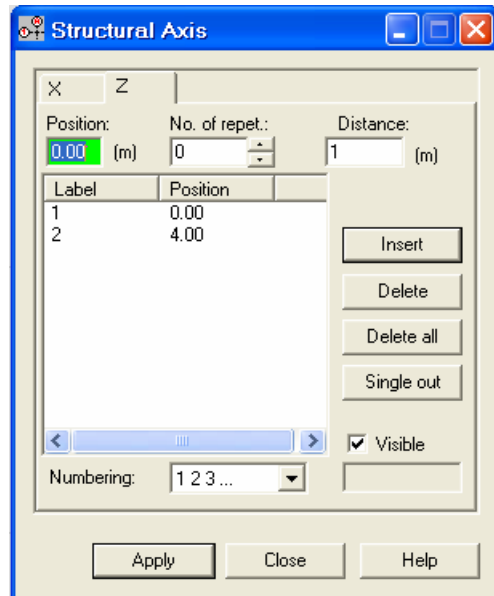 Structural Axis
X Z
Position: No. of repet.: Distance:
0.00 (m) 0 1 (m)
Label Position
1 0.00
2 4.00
Insert
Delete
Delete all
Single out
Visible
Numbering: 1 2 3 ...
Apply Close Help